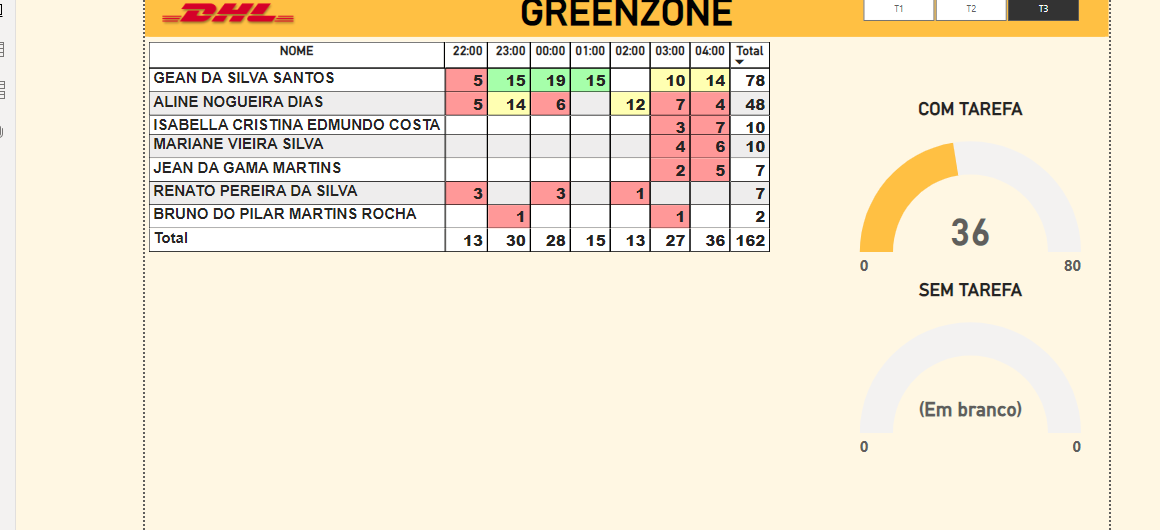 DHL
GREENZONE
T1 T2 T3
NOME 22:00 23:00 00:00 01:00 02:00 03:00 04:00 Total
GEAN DA SILVA SANTOS 5 15 19 15 10 14 78
ALINE NOGUEIRA DIAS 5 14 6 12 7 4 48
ISABELLA CRISTINA EDMUNDO COSTA 3 7 10
MARIANE VIEIRA SILVA 4 6 10
JEAN DA GAMA MARTINS 2 5 7
RENATO PEREIRA DA SILVA 3 3 1 7
BRUNO DO PILAR MARTINS ROCHA 1 1 2
Total 13 30 28 15 13 27 36 162
COM TAREFA
36
0 80
SEM TAREFA
(Em branco)
0 0